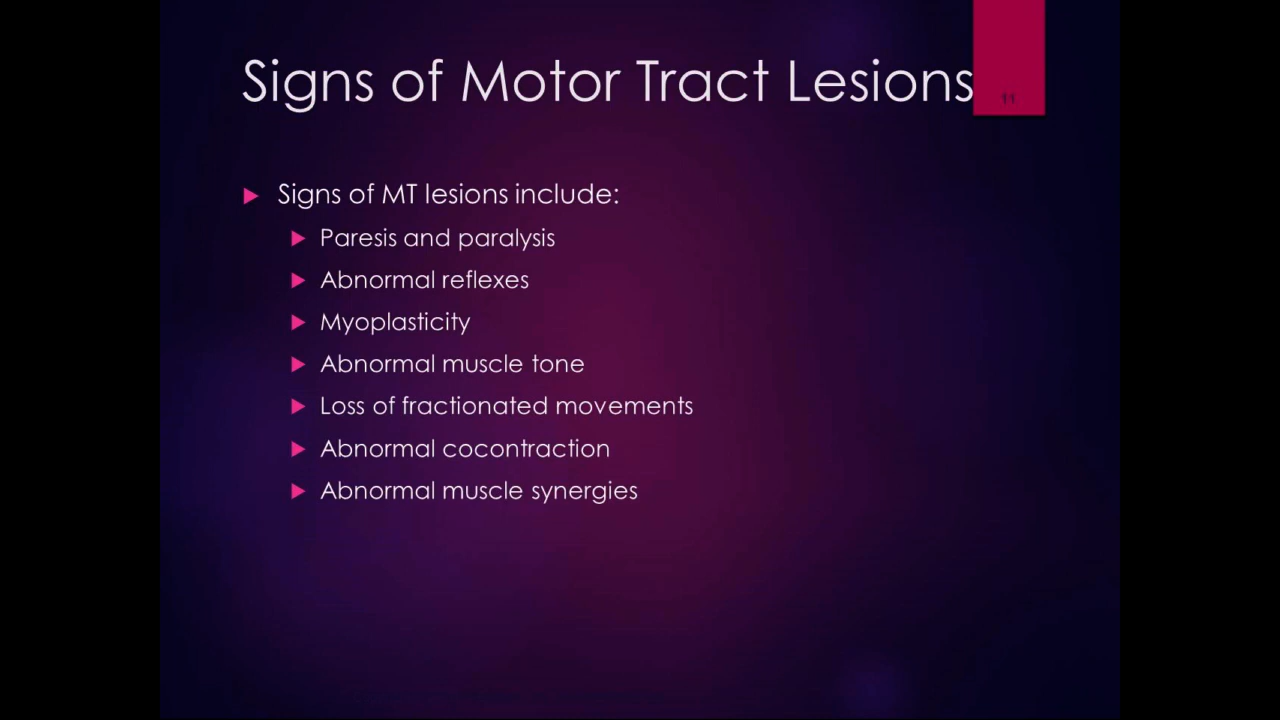 Signs of Motor Tract Lesions
11
Signs of MT lesions include:
Paresis and paralysis
Abnormal reflexes
Myoplasticity
Abnormal muscle tone
Loss of fractionated movements
Abnormal cocontraction
Abnormal muscle synergies